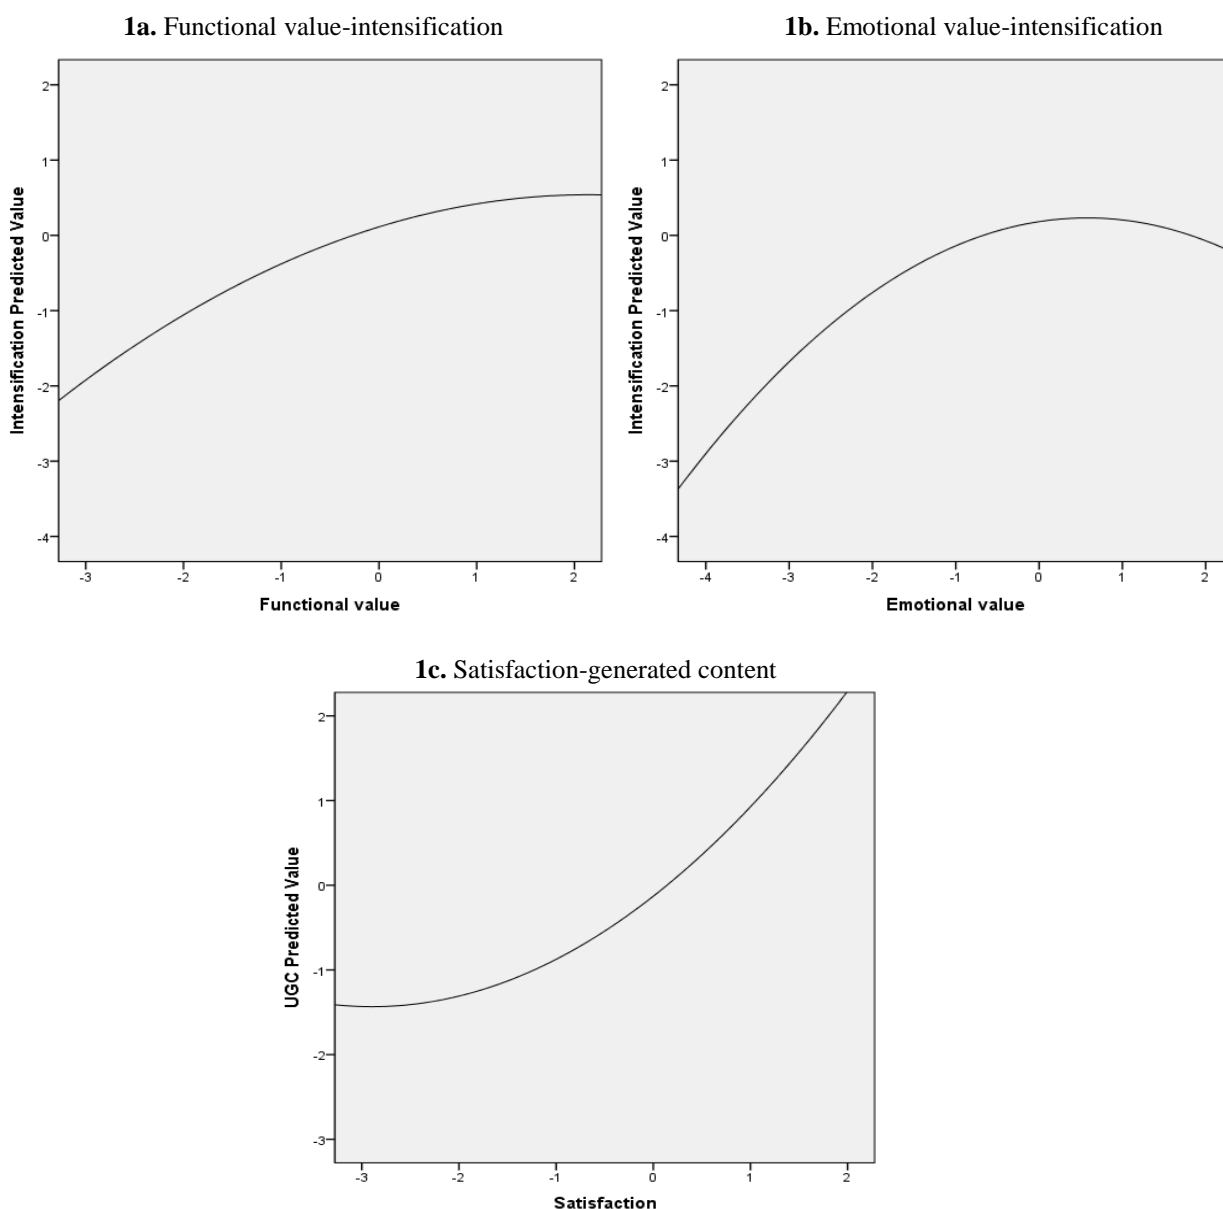 1a. Functional value-intensification
2
1
0
-1
-2
-3
-4
Intensification Predicted Value
-3 -2 -1 0 1 2
Functional value
1b. Emotional value-intensification
2
1
0
-1
-2
-3
-4
Intensification Predicted Value
-4 -3 -2 -1 0 1 2
Emotional value
1c. Satisfaction-generated content
2
1
0
-1
-2
-3
UGC Predicted Value
-3 -2 -1 0 1 2
Satisfaction